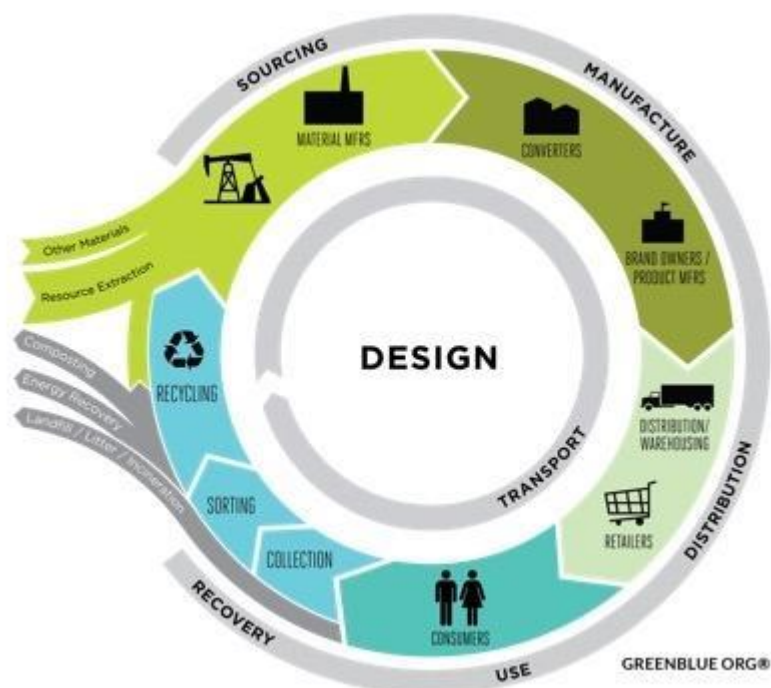 SOURCING
MANUFACTURE
MATERIAL MFRS
CONVERTERS
BRAND OWNERS /
PRODUCT MFRS
Other Materials
Resource Extraction
Composting
Energy Recovery
Landfill / Litter / Incineration
RECYCLING
DESIGN
TRANSPORT
DISTRIBUTION/
WAREHOUSING
DISTRIBUTION
SORTING
COLLECTION
RETAILERS
RECOVERY
CONSUMERS
USE
GREENBLUE ORG®